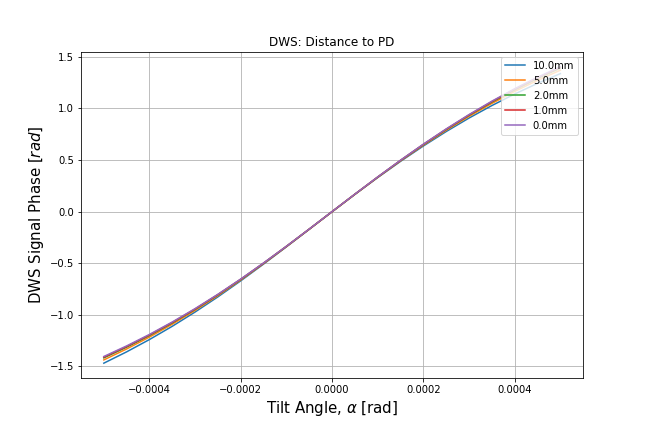 DWS: Distance to PD
1.5
1.0
0.5
0.0
−0.5
−1.0
−1.5
DWS Signal Phase [rad]
10.0mm
5.0mm
2.0mm
1.0mm
0.0mm
−0.0004 −0.0002 0.0000 0.0002 0.0004
Tilt Angle, α [rad]